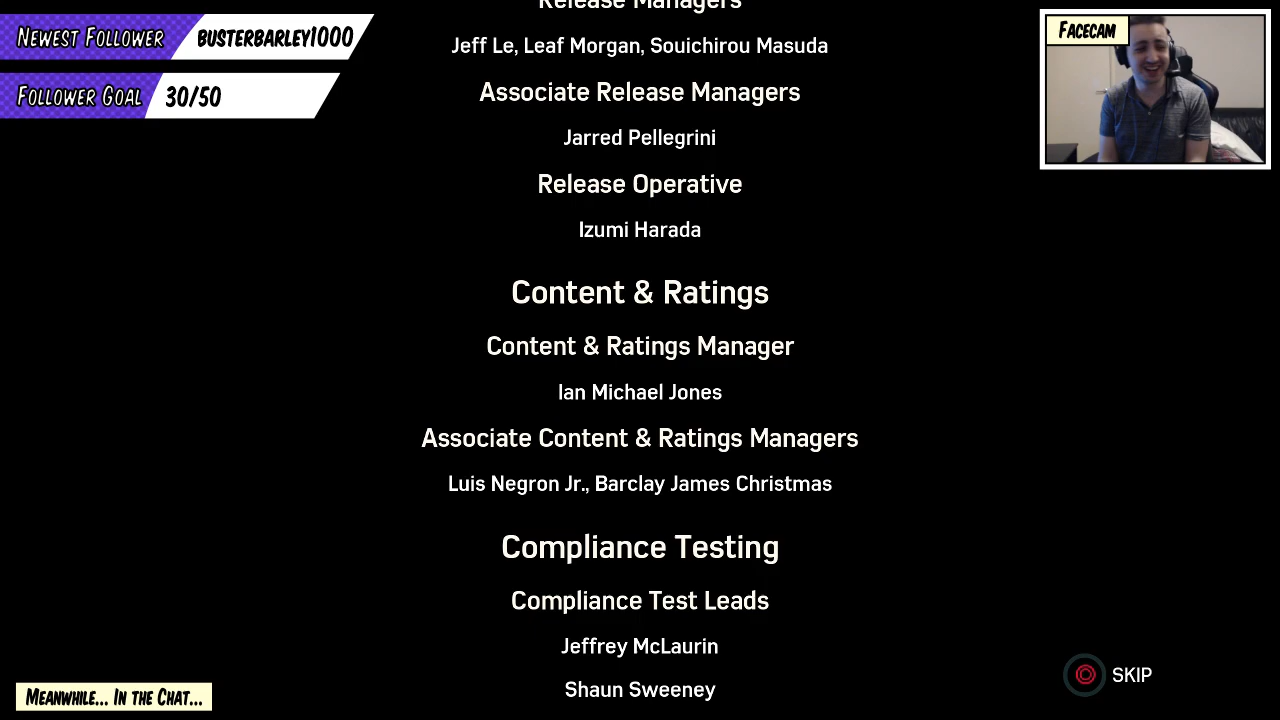 Release Managers
Jeff Le, Leaf Morgan, Souichirou Masuda
Associate Release Managers
Jarred Pellegrini
Release Operative
Izumi Harada
Content & Ratings
Content & Ratings Manager
Ian Michael Jones
Associate Content & Ratings Managers
Luis Negron Jr., Barclay James Christmas
Compliance Testing
Compliance Test Leads
Jeffrey McLaurin
Shaun Sweeney
Newest Follower
busterbarley1000
Follower Goal
30/50
Facecam
Meanwhile... In the Chat...
SKIP